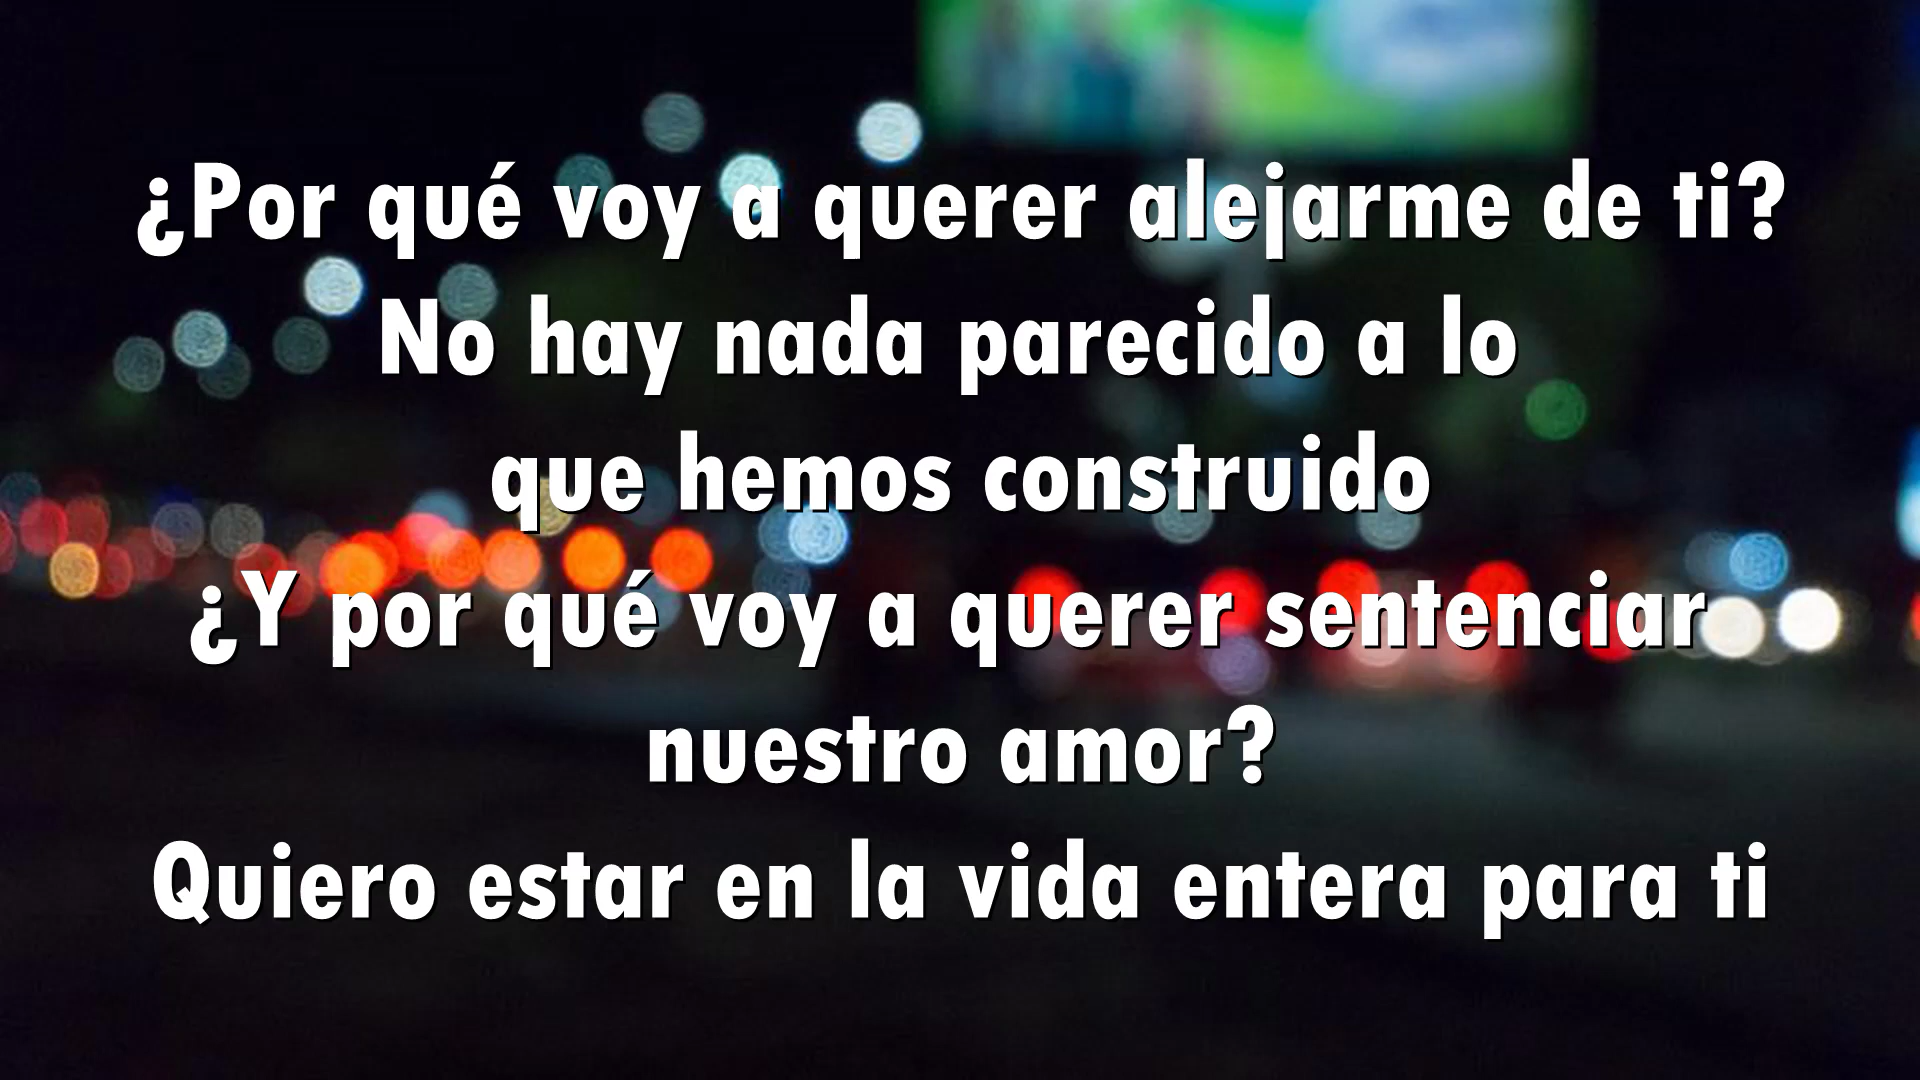 ¿Por qué voy a querer alejarme de ti?
No hay nada parecido a lo
que hemos construido
¿Y por qué voy a querer sentenciar
nuestro amor?
Quiero estar en la vida entera para ti